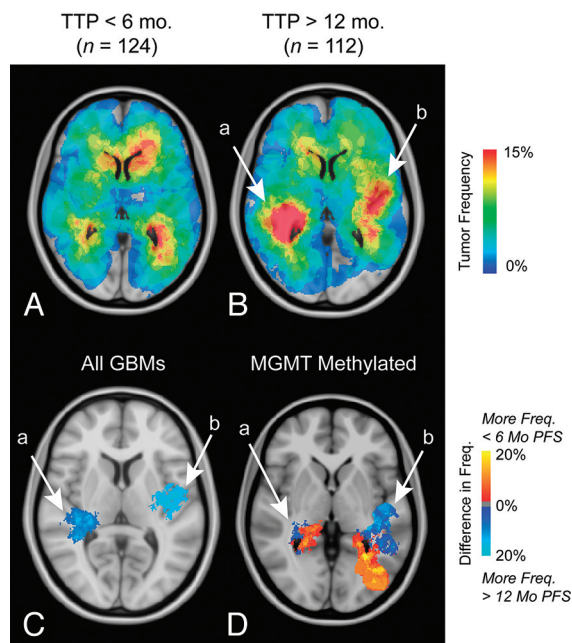 TTP < 6 mo.
(n = 124)
TTP > 12 mo.
(n = 112)
a
b
A
B
15%
Tumor Frequency
0%
All GBMs
MGMT Methylated
a
b
a
b
C
D
More Freq.
< 6 Mo PFS
20%
Difference in Freq.
0%
20%
More Freq.
> 12 Mo PFS